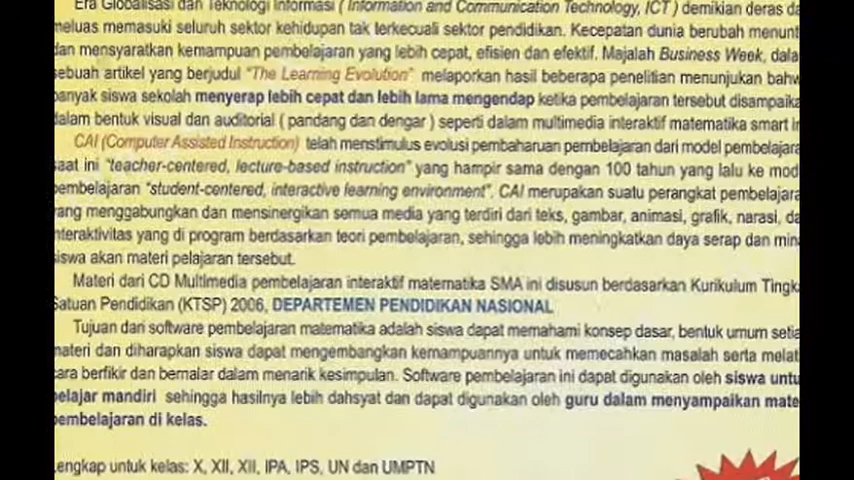 Era Globalisasi dan Teknologi Informasi ( Information and Communication Technology, ICT ) demikian deras da
meluas memasuki seluruh sektor kehidupan tak terkecuali sektor pendidikan. Kecepatan dunia berubah menunt
dan mensyaratkan kemampuan pembelajaran yang lebih cepat, efisien dan efektif. Majalah Business Week, dala
sebuah artikel yang berjudul "The Learning Evolution" melaporkan hasil beberapa penelitian menunjukan bahw
banyak siswa sekolah menyerap lebih cepat dan lebih lama mengendap ketika pembelajaran tersebut disampaika
dalam bentuk visual dan auditorial ( pandang dan dengar ) seperti dalam multimedia interaktif matematika smart in
CAI (Computer Assisted Instruction) telah menstimulus evolusi pembaharuan pembelajaran dari model pembelajara
saat ini "teacher-centered, lecture-based instruction" yang hampir sama dengan 100 tahun yang lalu ke mod
pembelajaran "student-centered, interactive learning environment". CAI merupakan suatu perangkat pembelajara
yang menggabungkan dan mensinergikan semua media yang terdiri dari teks, gambar, animasi, grafik, narasi, da
interaktivitas yang di program berdasarkan teori pembelajaran, sehingga lebih meningkatkan daya serap dan mina
siswa akan materi pelajaran tersebut.
Materi dari CD Multimedia pembelajaran interaktif matematika SMA ini disusun berdasarkan Kurikulum Tingka
Satuan Pendidikan (KTSP) 2006, DEPARTEMEN PENDIDIKAN NASIONAL
Tujuan dari software pembelajaran matematika adalah siswa dapat memahami konsep dasar, bentuk umum setia
materi dan diharapkan siswa dapat mengembangkan kemampuannya untuk memecahkan masalah serta melat
cara berfikir dan bernalar dalam menarik kesimpulan. Software pembelajaran ini dapat digunakan oleh siswa untu
belajar mandiri sehingga hasilnya lebih dahsyat dan dapat digunakan oleh guru dalam menyampaikan mate
pembelajaran di kelas.
Lengkap untuk kelas: X, XII, XII, IPA, IPS, UN dan UMPTN